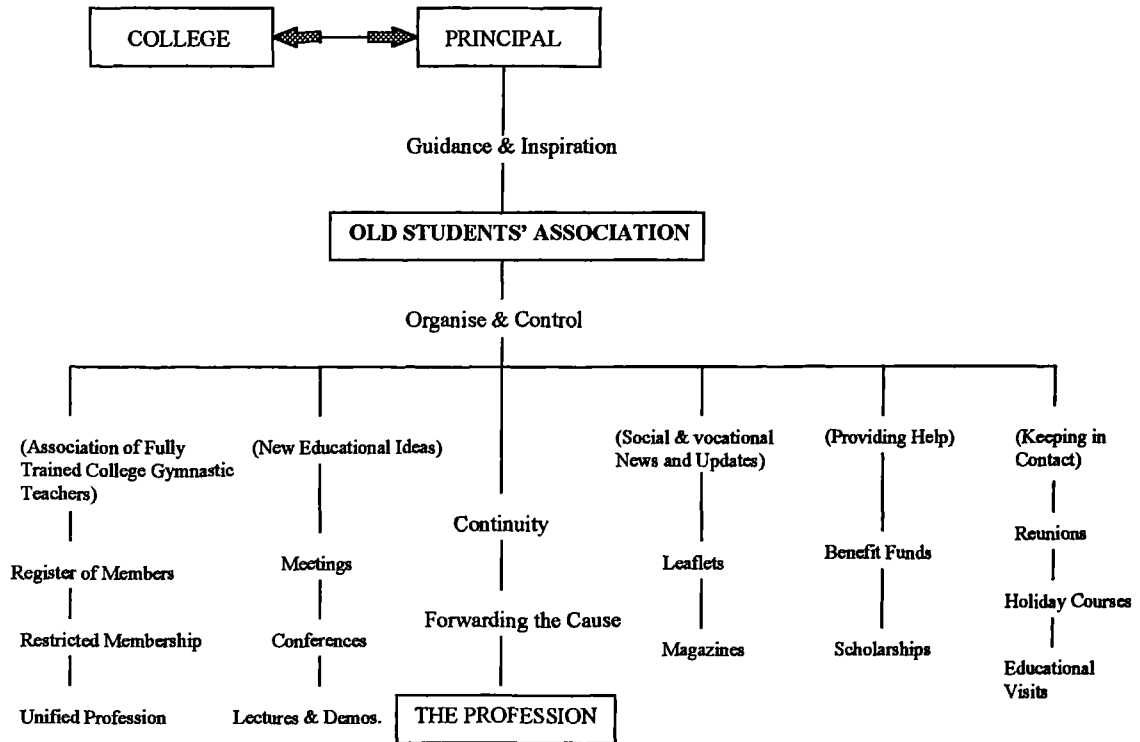 COLLEGE
PRINCIPAL
Guidance & Inspiration
OLD STUDENTS' ASSOCIATION
Organise & Control
(Association of Fully
Trained College Gymnastic
Teachers)
Register of Members
Restricted Membership
Unified Profession
(New Educational Ideas)
Meetings
Conferences
Lectures & Demos.
Continuity
Forwarding the Cause
THE PROFESSION
(Social & vocational
News and Updates)
Leaflets
Magazines
(Providing Help)
Benefit Funds
Scholarships
(Keeping in
Contact)
Reunions
Holiday Courses
Educational
Visits